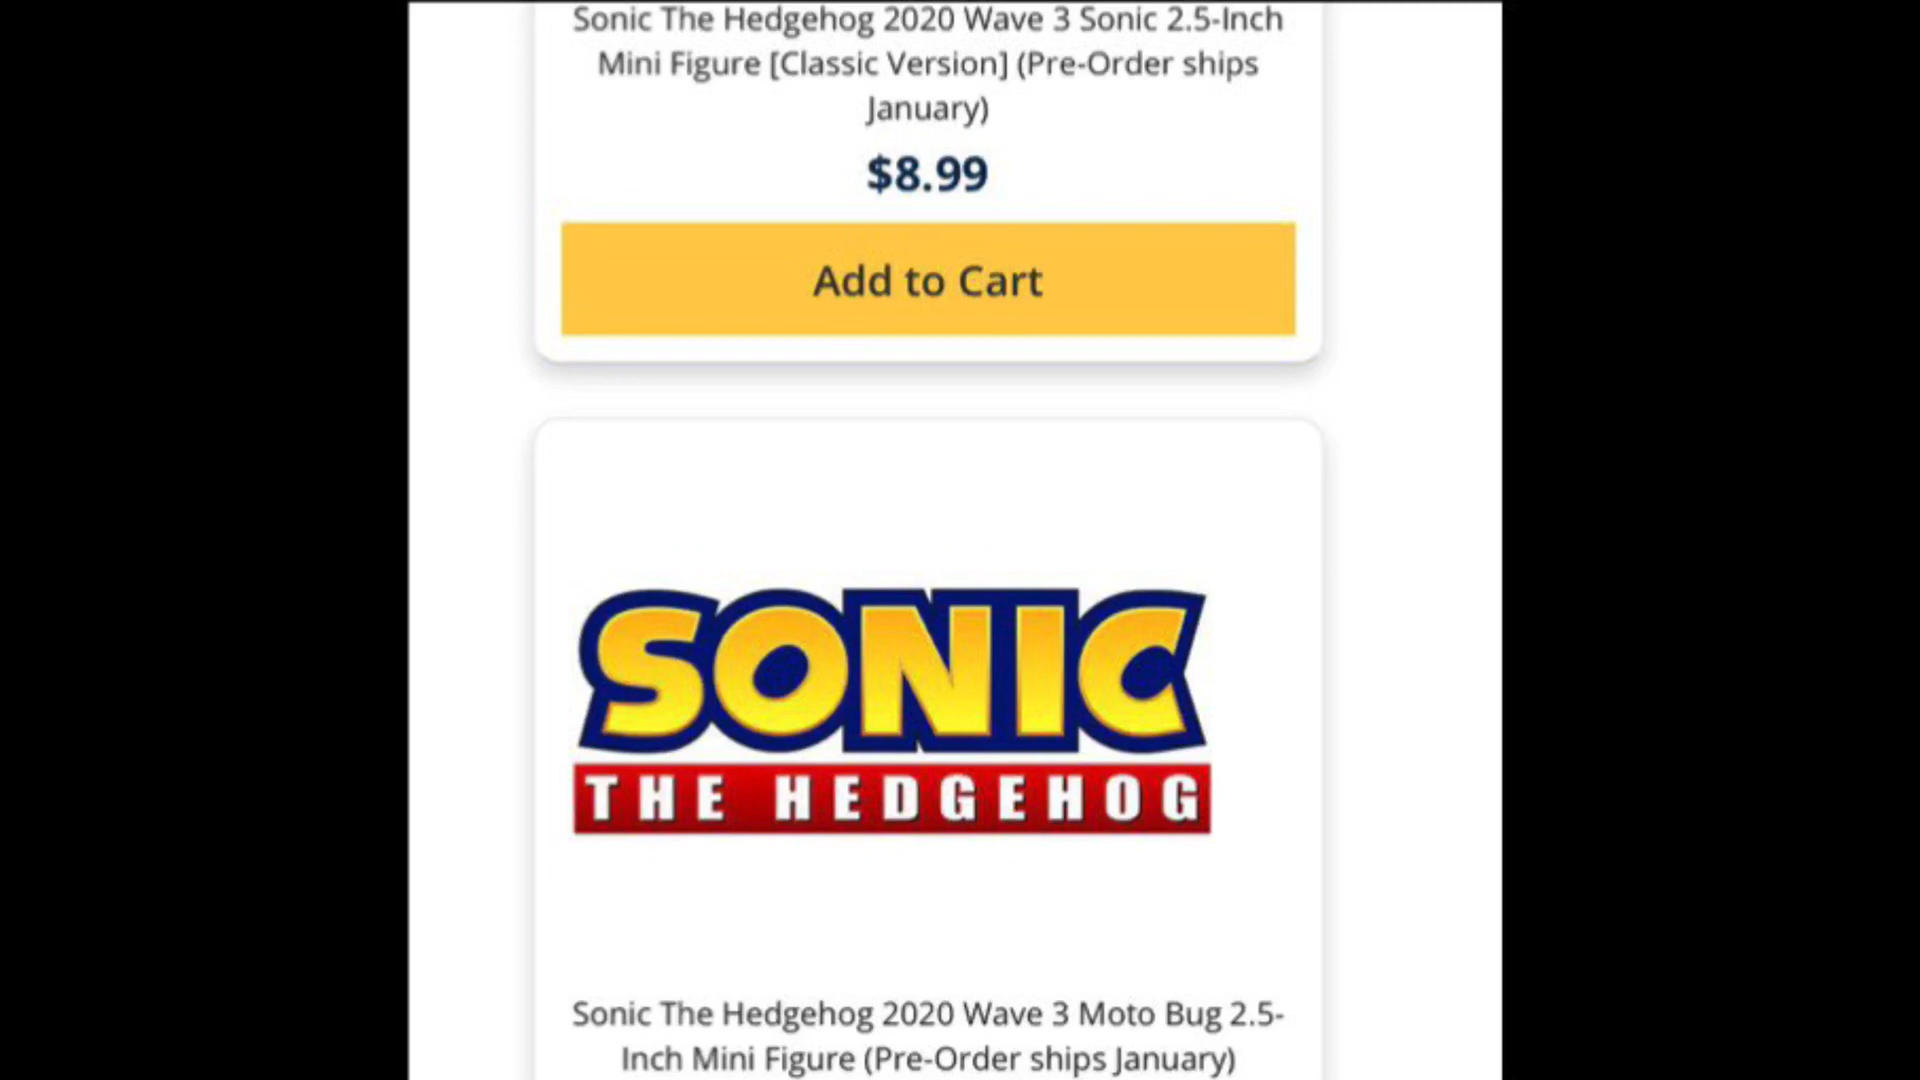 Sonic The Hedgehog 2020 Wave 3 Sonic 2.5-Inch
Mini Figure [Classic Version] (Pre-Order ships
January)
$8.99
Add to Cart
SONIC
THE HEDGEHOG
Sonic The Hedgehog 2020 Wave 3 Moto Bug 2.5-
Inch Mini Figure (Pre-Order ships January)